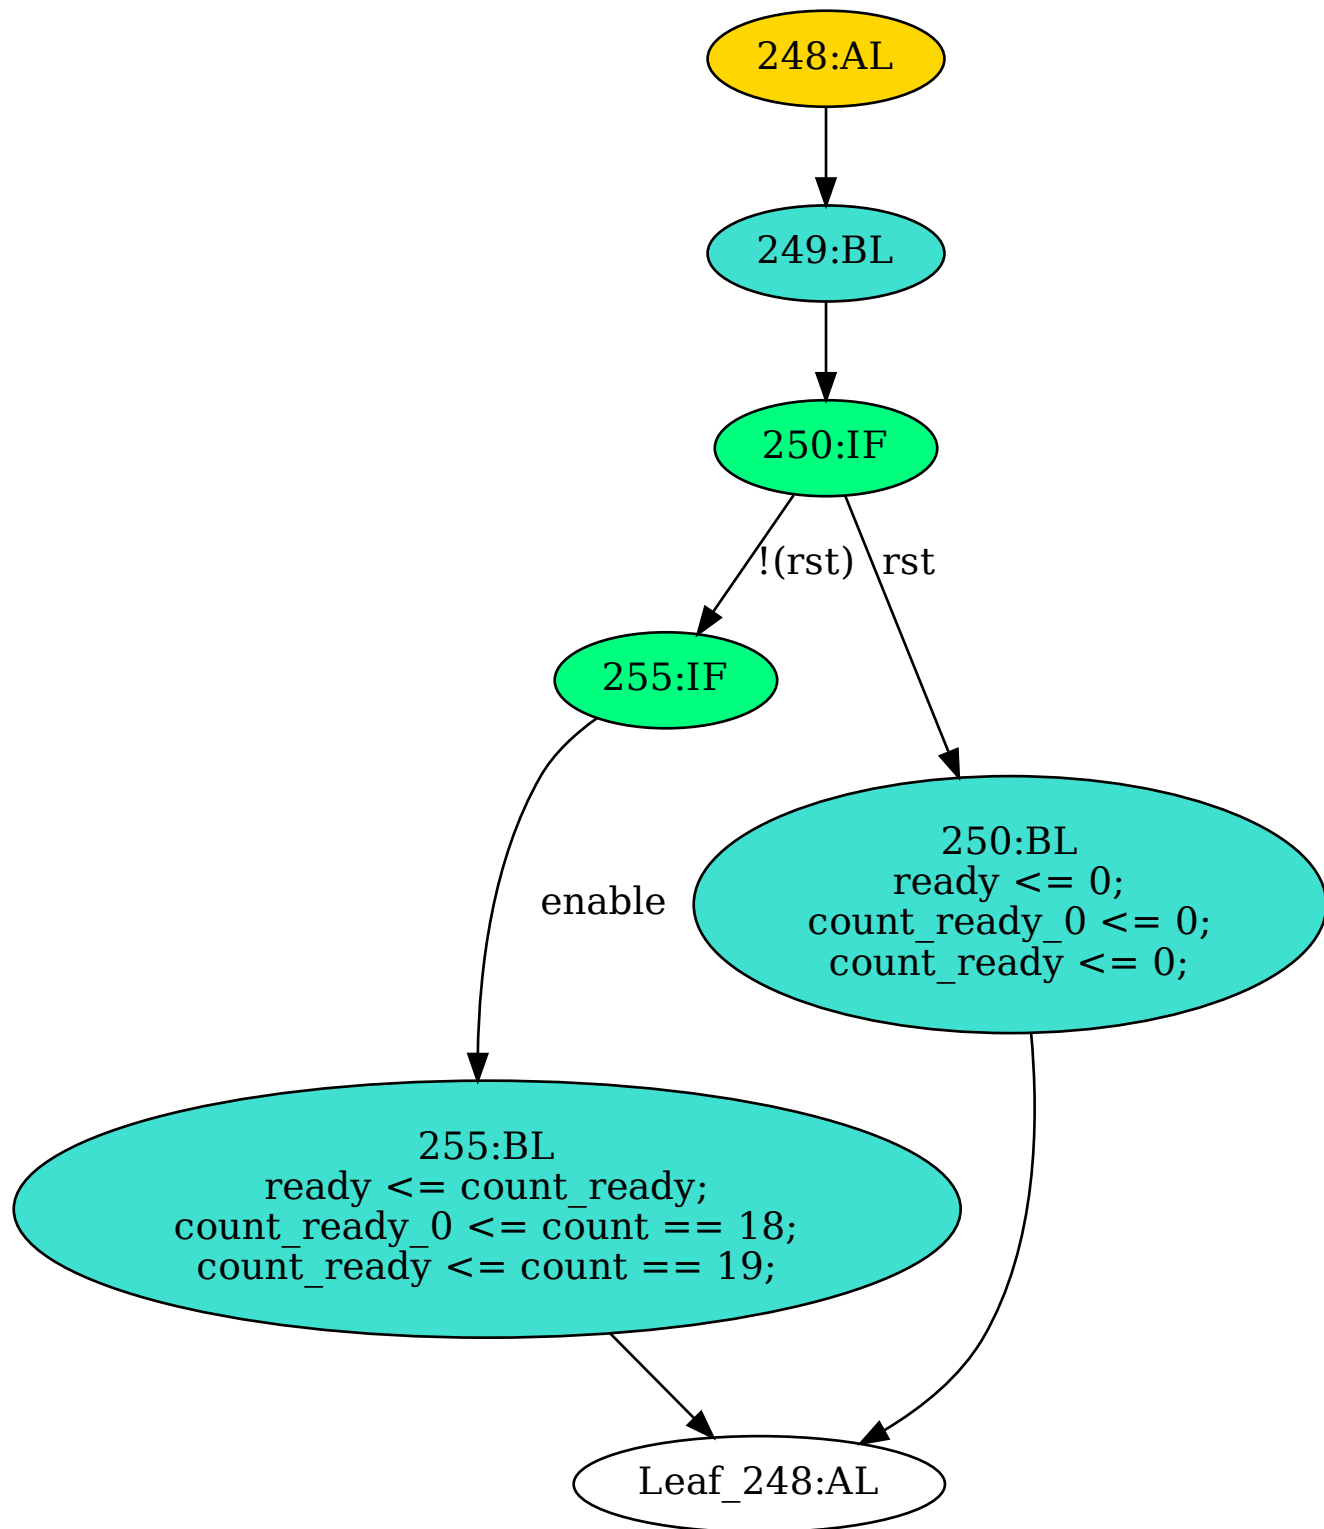 248:AL
249:BL
250:IF
!(rst)
rst
255:IF
250:BL
ready <= 0;
count_ready_0 <= 0;
count_ready <= 0;
enable
255:BL
ready <= count_ready;
count_ready_0 <= count == 18;
count_ready <= count == 19;
Leaf_248:AL